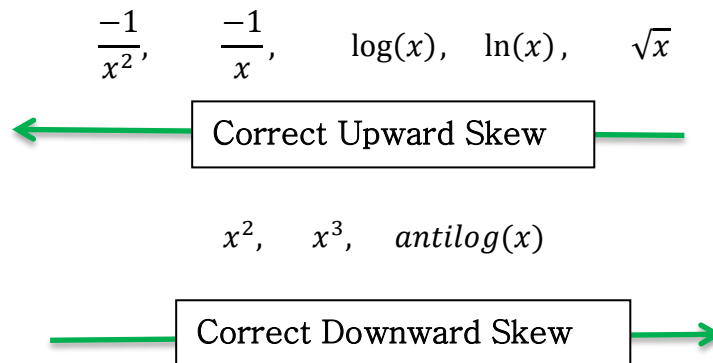 −1/x², −1/x, log(x), ln(x), √x
Correct Upward Skew
x², x³, antilog(x)
Correct Downward Skew